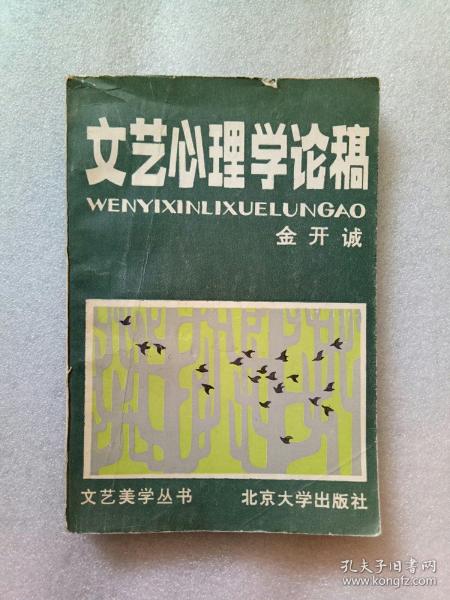 文艺心理学论稿
WENYIXINLIXUELUNGAO
金开诚
文艺美学丛书 北京大学出版社
孔夫子旧书网
www.kongfz.com